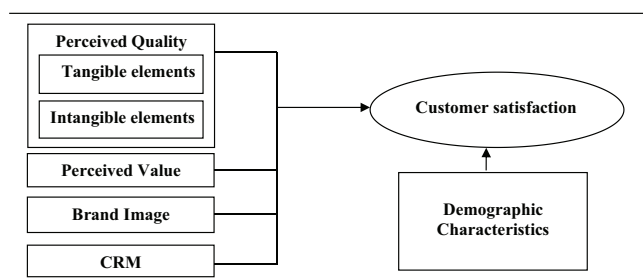 Perceived Quality
Tangible elements
Intangible elements
Perceived Value
Brand Image
CRM
Customer satisfaction
Demographic
Characteristics